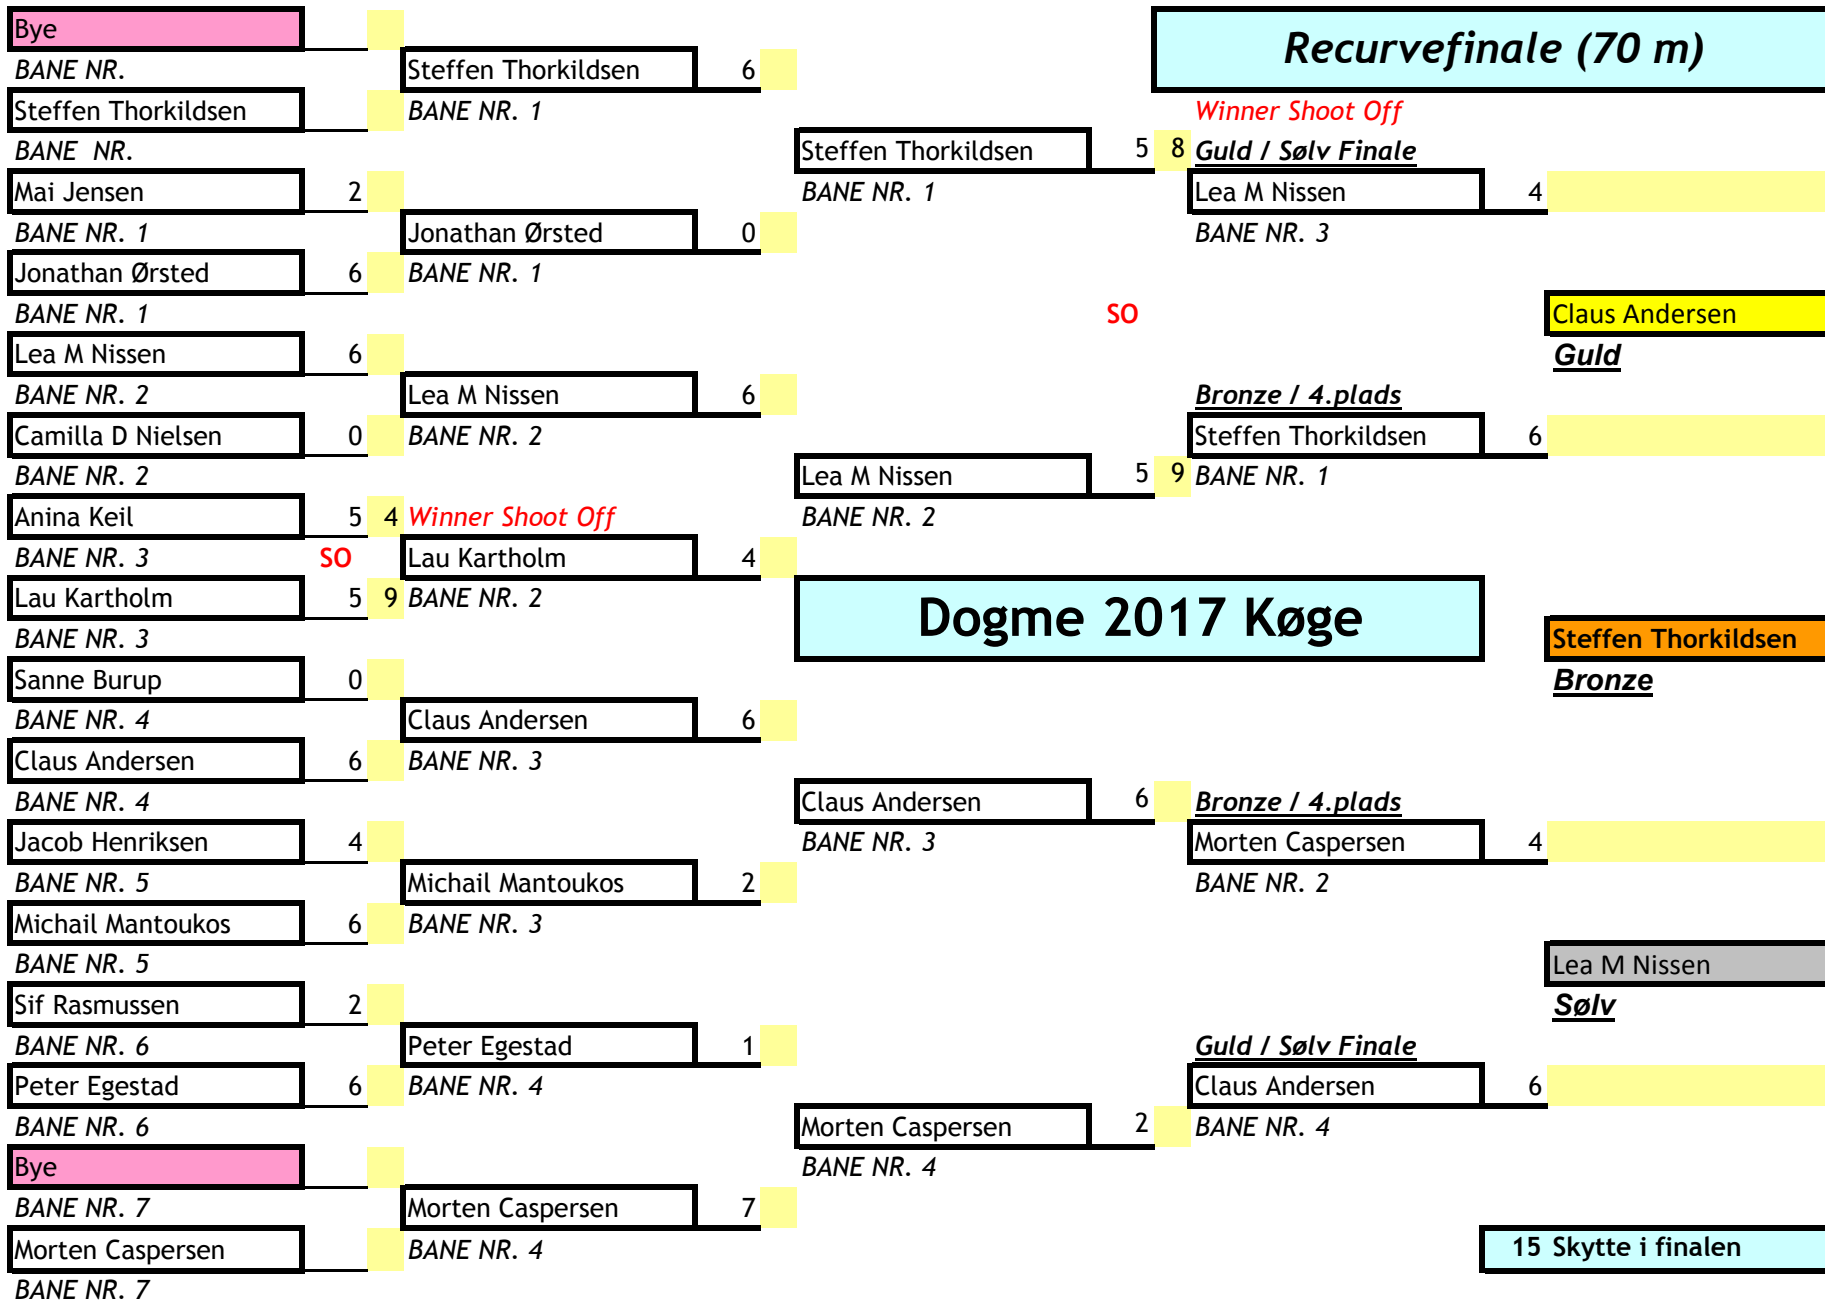 Bye
Recurvefinale (70 m)
BANE NR.
Steffen Thorkildsen 6
Steffen Thorkildsen
BANE NR. 1
Winner Shoot Off
BANE  NR.
Steffen Thorkildsen 5 8 Guld / Sølv Finale
Mai Jensen 2
BANE NR. 1
Lea M Nissen 4
BANE NR. 1
Jonathan Ørsted 0
BANE NR. 3
Jonathan Ørsted 6
BANE NR. 1
BANE NR. 1
SO
Claus Andersen
Lea M Nissen 6
Guld
BANE NR. 2
Lea M Nissen 6
Bronze / 4.plads
Camilla D Nielsen 0
BANE NR. 2
Steffen Thorkildsen 6
BANE NR. 2
Lea M Nissen 5 9 BANE NR. 1
Anina Keil 5 4 Winner Shoot Off
BANE NR. 2
BANE NR. 3
SO
Lau Kartholm 4
Lau Kartholm 5 9 BANE NR. 2
Dogme 2017 Køge
BANE NR. 3
Steffen Thorkildsen
Sanne Burup 0
Bronze
BANE NR. 4
Claus Andersen 6
Claus Andersen 6
BANE NR. 3
BANE NR. 4
Claus Andersen 6
Bronze / 4.plads
Jacob Henriksen 4
BANE NR. 3
Morten Caspersen 4
BANE NR. 5
Michail Mantoukos 2
BANE NR. 2
Michail Mantoukos 6
BANE NR. 3
BANE NR. 5
Lea M Nissen
Sif Rasmussen 2
Sølv
BANE NR. 6
Peter Egestad 1
Guld / Sølv Finale
Peter Egestad 6
BANE NR. 4
Claus Andersen 6
BANE NR. 6
Morten Caspersen 2
BANE NR. 4
Bye
BANE NR. 4
BANE NR. 7
Morten Caspersen 7
Morten Caspersen
BANE NR. 4
15 Skytte i finalen
BANE NR. 7